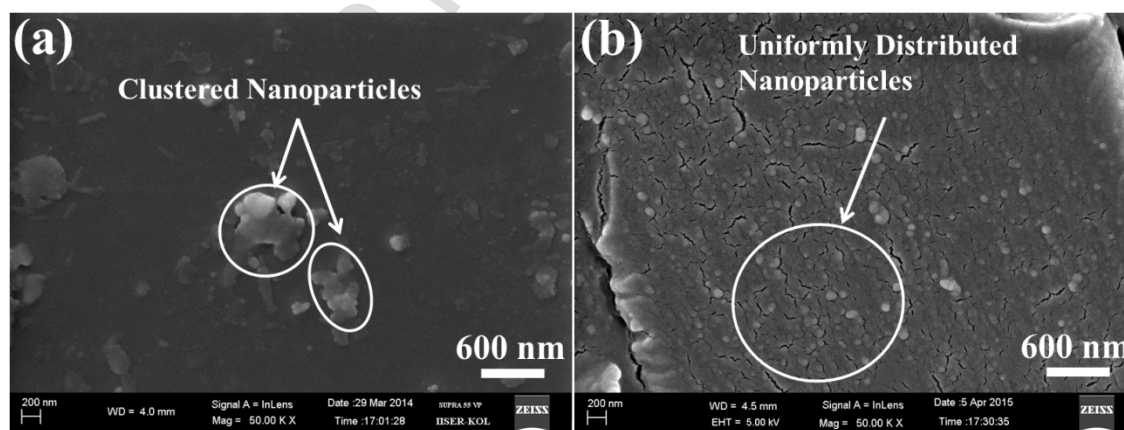 (a)
Clustered Nanoparticles
600 nm
200 nm
WD = 4.0 mm
Signal A = InLens
Mag = 50.00 K X
Date :29 Mar 2014
Time :17:01:28
SUPRA 55 VP
IISER-KOL
ZEISS
(b)
Uniformly Distributed
Nanoparticles
600 nm
200 nm
WD = 4.5 mm
EHT = 5.00 kV
Signal A = InLens
Mag = 50.00 K X
Date :5 Apr 2015
Time :17:30:35
ZEISS